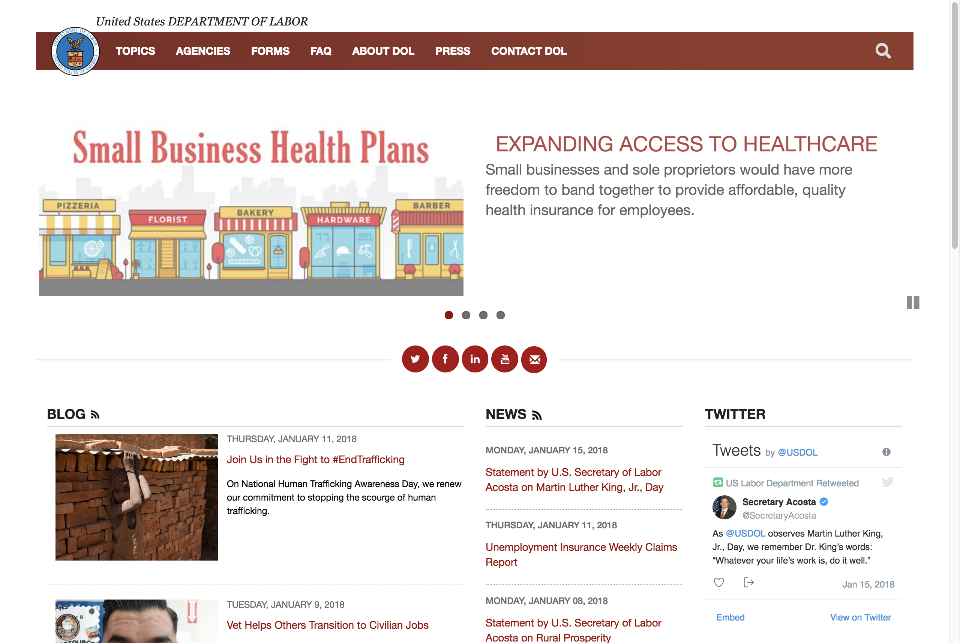 United States DEPARTMENT OF LABOR
TOPICS AGENCIES FORMS FAQ ABOUT DOL PRESS CONTACT DOL
Small Business Health Plans
PIZZERIA
FLORIST
BAKERY
HARDWARE
BARBER
EXPANDING ACCESS TO HEALTHCARE
Small businesses and sole proprietors would have more
freedom to band together to provide affordable, quality
health insurance for employees.
BLOG
THURSDAY, JANUARY 11, 2018
Join Us in the Fight to #EndTrafficking
On National Human Trafficking Awareness Day, we renew
our commitment to stopping the scourge of human
trafficking.
TUESDAY, JANUARY 9, 2018
Vet Helps Others Transition to Civilian Jobs
NEWS
MONDAY, JANUARY 15, 2018
Statement by U.S. Secretary of Labor
Acosta on Martin Luther King, Jr., Day
THURSDAY, JANUARY 11, 2018
Unemployment Insurance Weekly Claims
Report
MONDAY, JANUARY 08, 2018
Statement by U.S. Secretary of Labor
Acosta on Rural Prosperity
TWITTER
Tweets by @USDOL
US Labor Department Retweeted
Secretary Acosta
@SecretaryAcosta
As @USDOL observes Martin Luther King,
Jr., Day, we remember Dr. King's words:
"Whatever your life's work is, do it well."
Jan 15, 2018
Embed View on Twitter